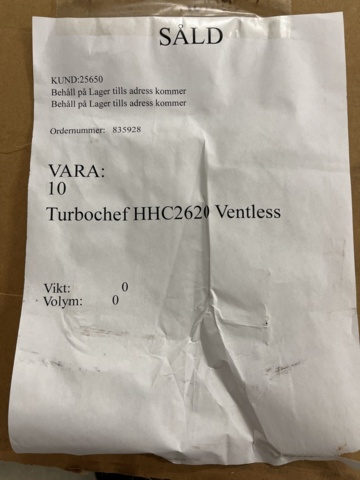 SÅLD
KUND:25650
Behåll på Lager tills adress kommer
Behåll på Lager tills adress kommer
Ordernummer: 835928
VARA:
10
Turbochef HHC2620 Ventless
Vikt: 0
Volym: 0